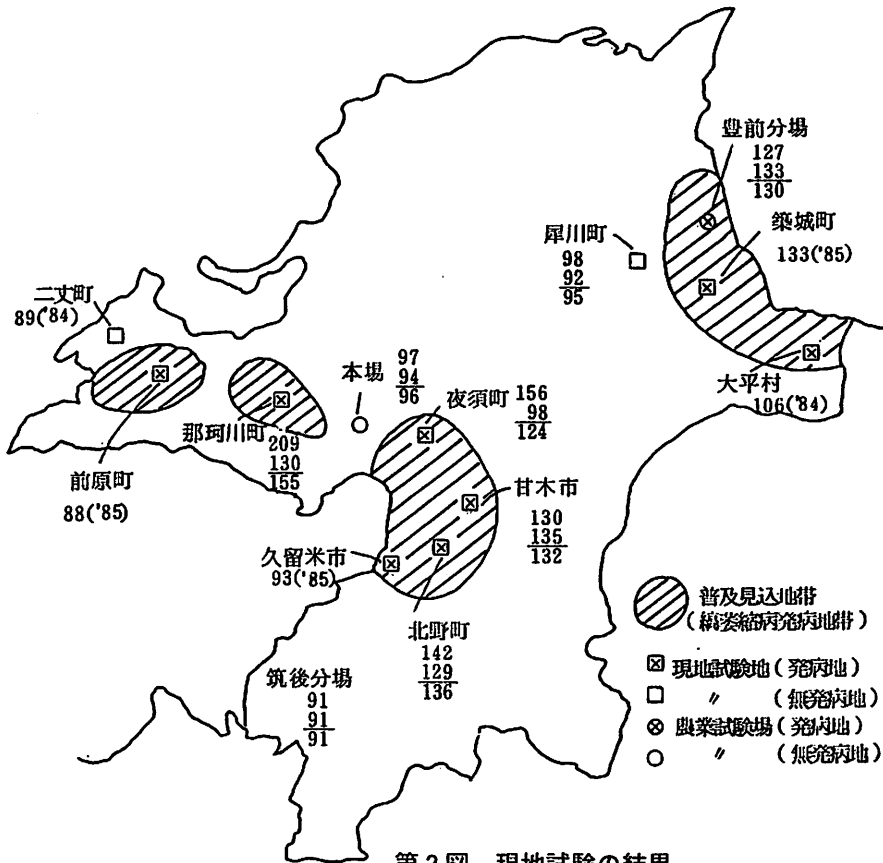 豊前分場
127
133
130
築城町
133('85)
犀川町
98
92
95
大平村
106('84)
二丈町
89('84)
前原町
88('85)
那珂川町
209
130
155
本場
97
94
96
夜須町
156
98
124
甘木市
130
135
132
久留米市
93('85)
北野町
142
129
136
筑後分場
91
91
91
普及見込地帯
(縞萎縮病発病地帯)
現地試験地(発病地)
〃 (無発病地)
農業試験場(発病地)
〃 (無発病地)
第2図 現地試験の結果